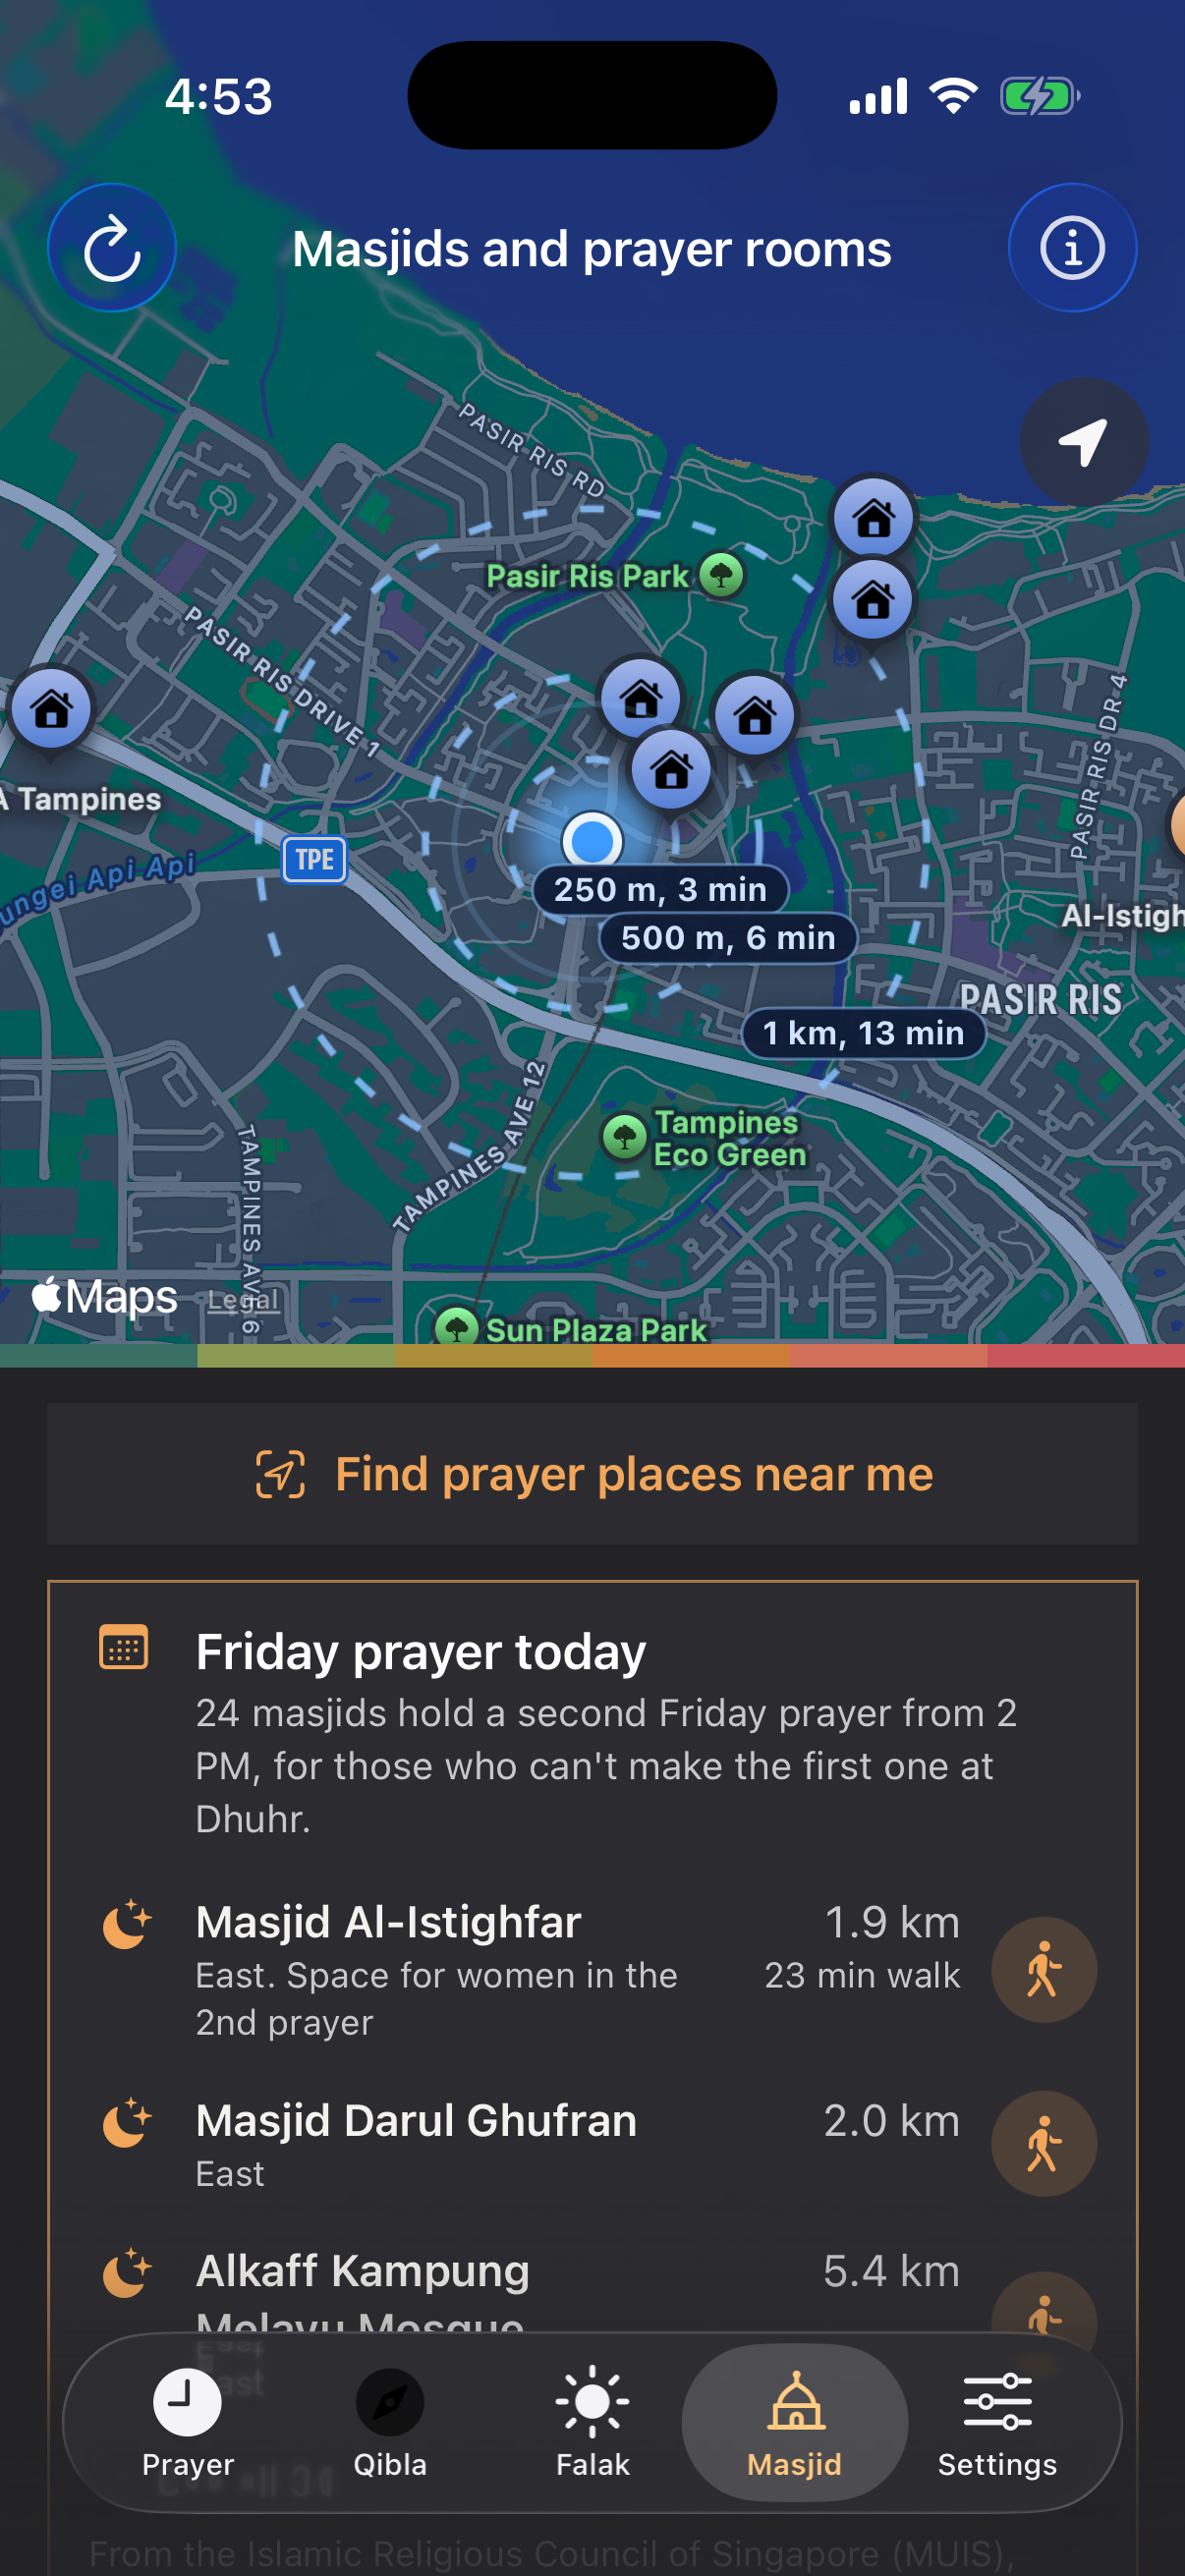 4:53
Masjids and prayer rooms
PASIR RIS RD
Pasir Ris Park
PASIR RIS DRIVE 1
PASIR RIS DR 4
A Tampines
TPE
ungei Api Api
250 m, 3 min
500 m, 6 min
Al-Istigh
PASIR RIS
1 km, 13 min
TAMPINES AVE 12
Tampines
Eco Green
TAMPINES AV 6
Maps
Legal
Sun Plaza Park
Find prayer places near me
Friday prayer today
24 masjids hold a second Friday prayer from 2
PM, for those who can't make the first one at
Dhuhr.
Masjid Al-Istighfar
1.9 km
East. Space for women in the
23 min walk
2nd prayer
Masjid Darul Ghufran
2.0 km
East
Alkaff Kampung
5.4 km
Melayu Mosque
East
Prayer
Qibla
Falak
Masjid
Settings
From the Islamic Religious Council of Singapore (MUIS),